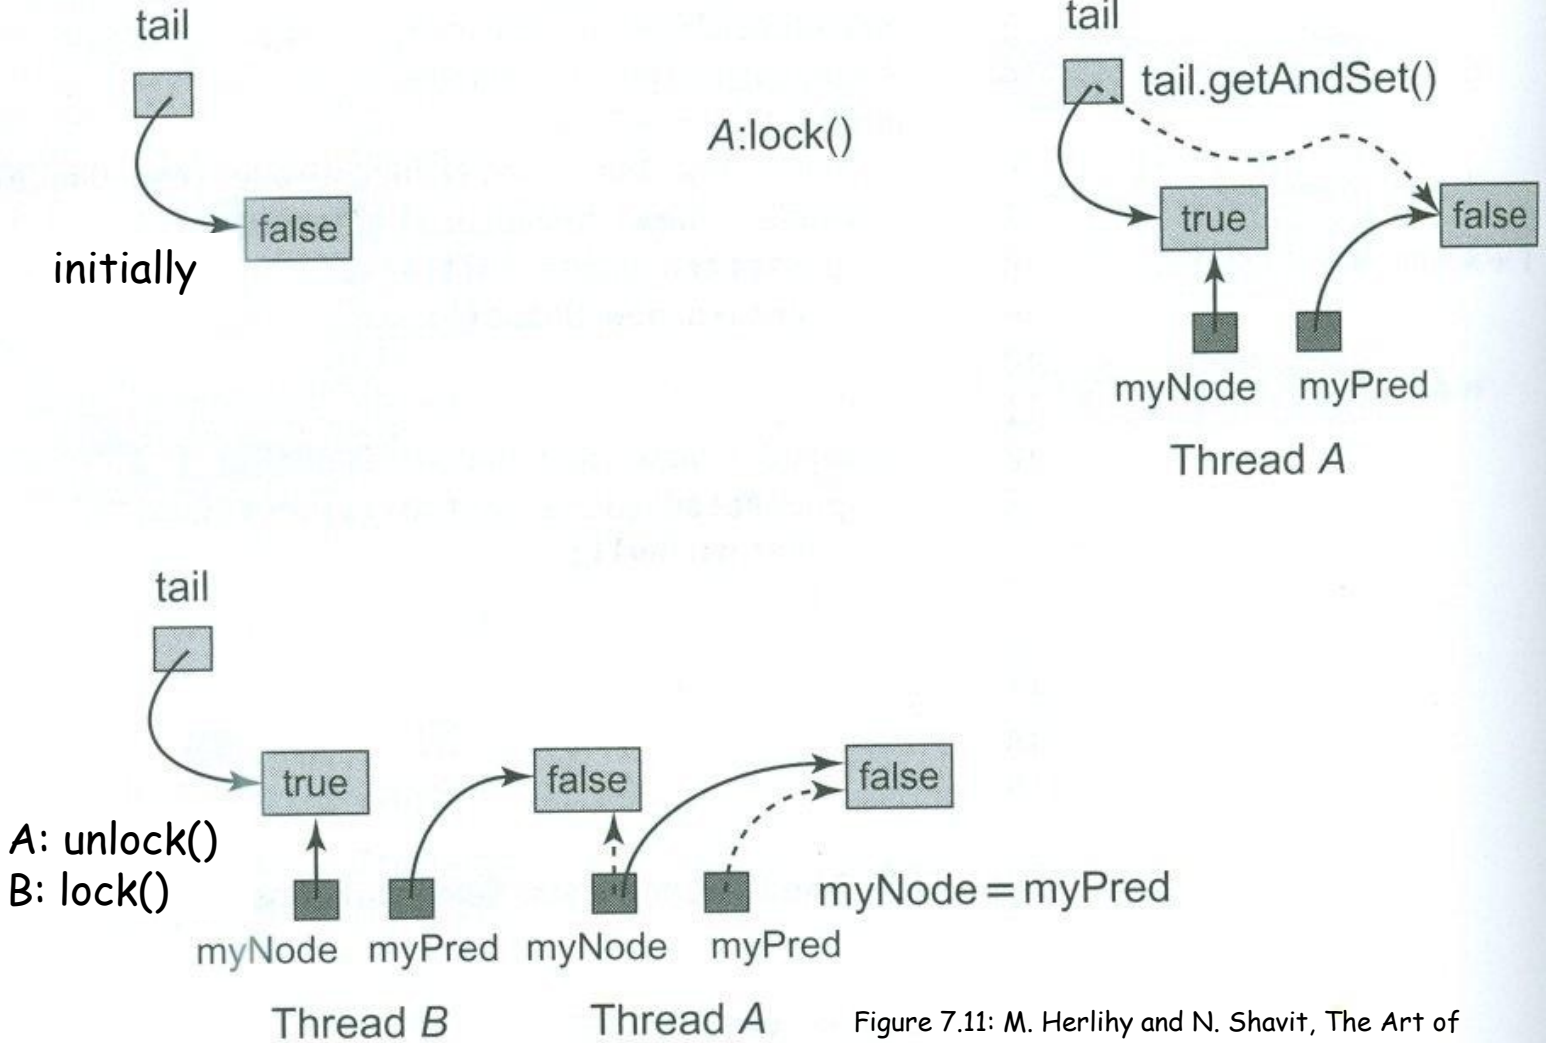 tail
false
initially
A:lock()
tail
tail.getAndSet()
true
false
myNode
myPred
Thread A
tail
true
false
false
A: unlock()
B: lock()
myNode
myPred
myNode
myPred
myNode=myPred
Thread B
Thread A
Figure 7.11: M. Herlihy and N. Shavit, The Art of